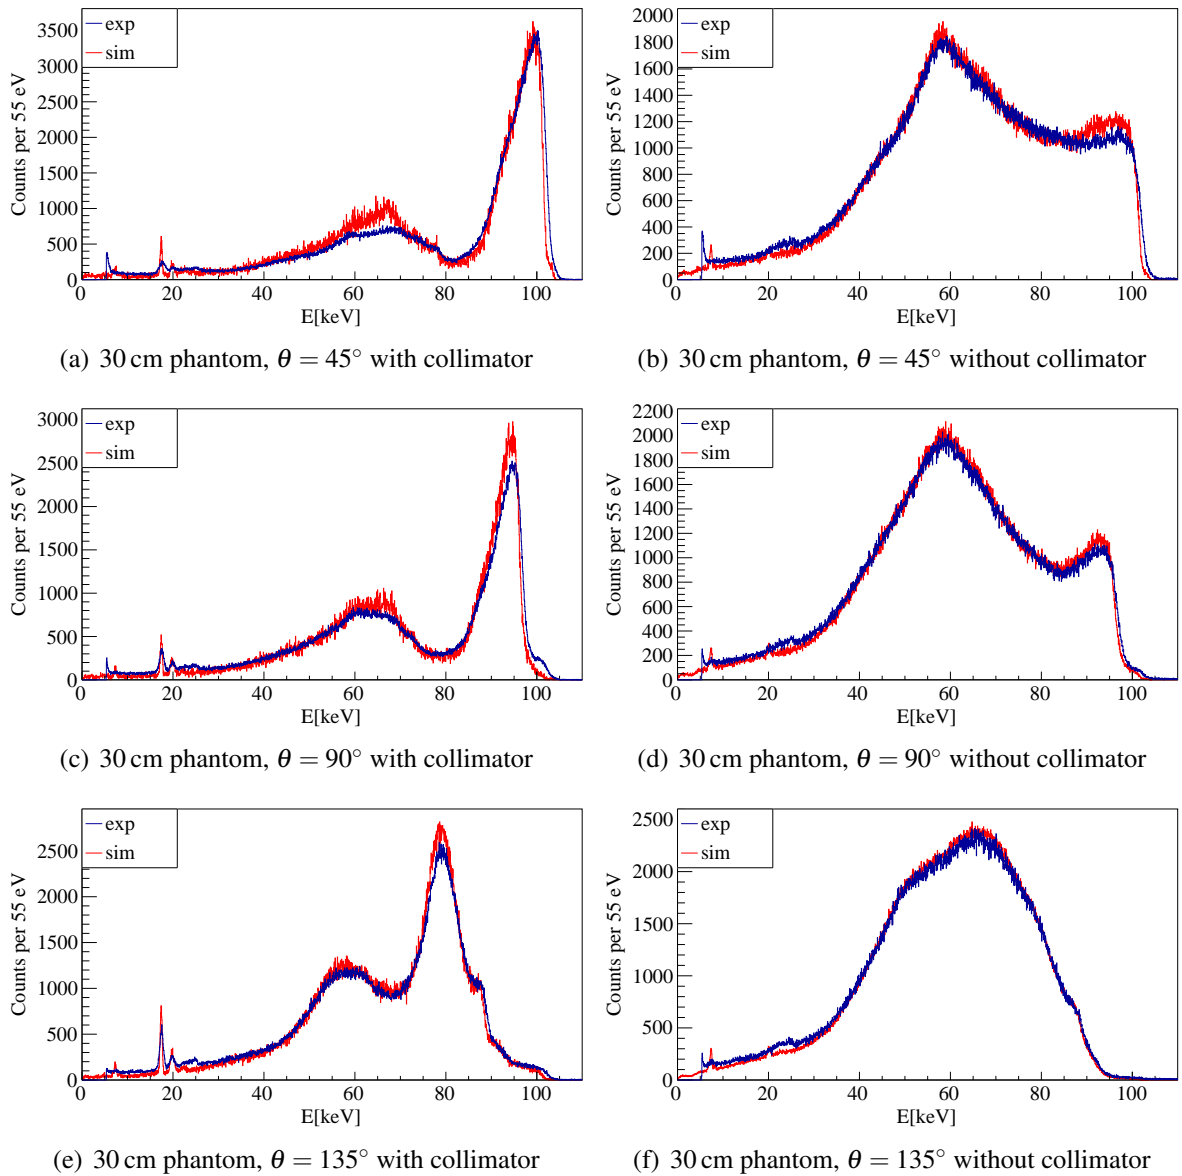 exp
sim
Counts per 55 eV
3500
3000
2500
2000
1500
1000
500
0
0 20 40 60 80 100
E[keV]
(a) 30 cm phantom, θ = 45° with collimator
exp
sim
Counts per 55 eV
2000
1800
1600
1400
1200
1000
800
600
400
200
0
0 20 40 60 80 100
E[keV]
(b) 30 cm phantom, θ = 45° without collimator
exp
sim
Counts per 55 eV
3000
2500
2000
1500
1000
500
0
0 20 40 60 80 100
E[keV]
(c) 30 cm phantom, θ = 90° with collimator
exp
sim
Counts per 55 eV
2200
2000
1800
1600
1400
1200
1000
800
600
400
200
0
0 20 40 60 80 100
E[keV]
(d) 30 cm phantom, θ = 90° without collimator
exp
sim
Counts per 55 eV
2500
2000
1500
1000
500
0
0 20 40 60 80 100
E[keV]
(e) 30 cm phantom, θ = 135° with collimator
exp
sim
Counts per 55 eV
2500
2000
1500
1000
500
0
0 20 40 60 80 100
E[keV]
(f) 30 cm phantom, θ = 135° without collimator